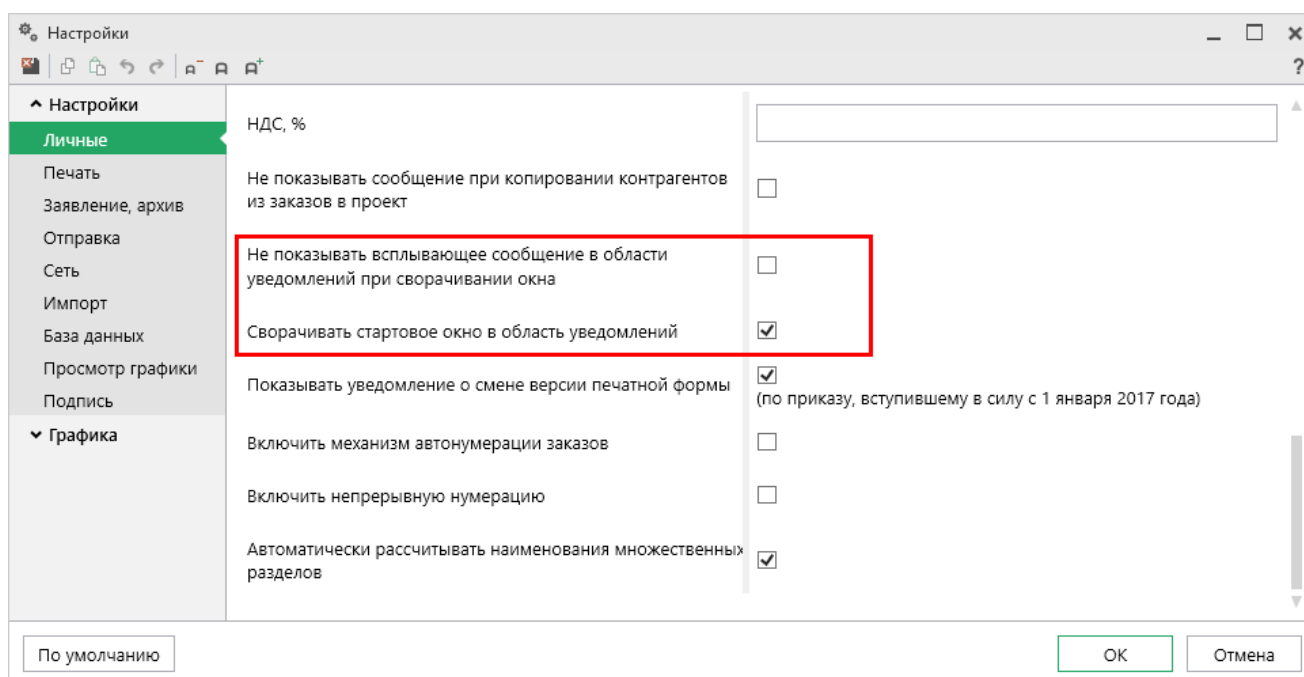 Настройки
?
Настройки
Личные
Печать
Заявление, архив
Отправка
Сеть
Импорт
База данных
Просмотр графики
Подпись
Графика
НДС, %
Не показывать сообщение при копировании контрагентов
из заказов в проект
Не показывать всплывающее сообщение в области
уведомлений при сворачивании окна
Сворачивать стартовое окно в область уведомлений
Показывать уведомление о смене версии печатной формы
(по приказу, вступившему в силу с 1 января 2017 года)
Включить механизм автонумерации заказов
Включить непрерывную нумерацию
Автоматически рассчитывать наименования множественных
разделов
По умолчанию
ОК
Отмена